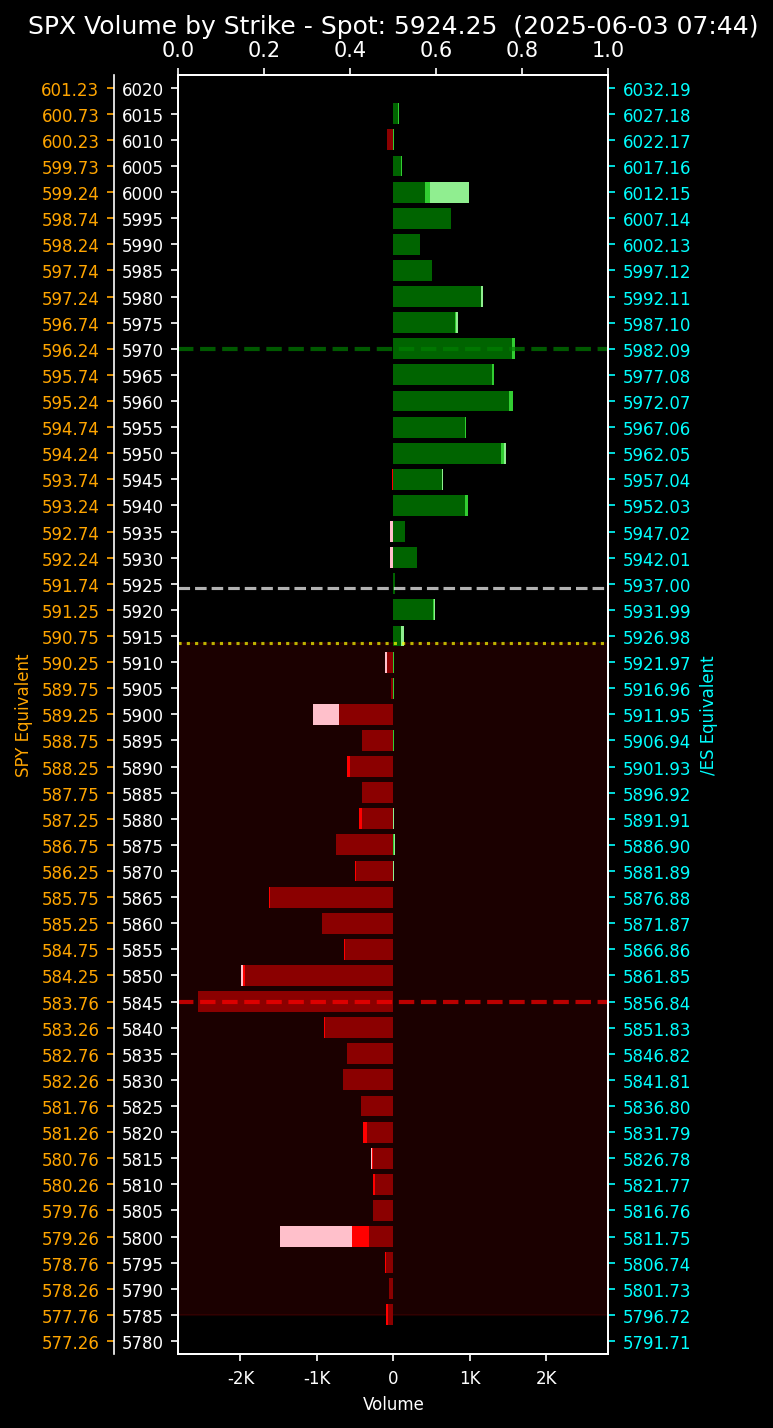 SPX Volume by Strike - Spot: 5924.25 (2025-06-03 07:44)
0.0 0.2 0.4 0.6 0.8 1.0
601.23 6020 6032.19
600.73 6015 6027.18
600.23 6010 6022.17
599.73 6005 6017.16
599.24 6000 6012.15
598.74 5995 6007.14
598.24 5990 6002.13
597.74 5985 5997.12
597.24 5980 5992.11
596.74 5975 5987.10
596.24 5970 5982.09
595.74 5965 5977.08
595.24 5960 5972.07
594.74 5955 5967.06
594.24 5950 5962.05
593.74 5945 5957.04
593.24 5940 5952.03
592.74 5935 5947.02
592.24 5930 5942.01
591.74 5925 5937.00
591.25 5920 5931.99
590.75 5915 5926.98
590.25 5910 5921.97
589.75 5905 5916.96
589.25 5900 5911.95
588.75 5895 5906.94
588.25 5890 5901.93
587.75 5885 5896.92
587.25 5880 5891.91
586.75 5875 5886.90
586.25 5870 5881.89
585.75 5865 5876.88
585.25 5860 5871.87
584.75 5855 5866.86
584.25 5850 5861.85
583.76 5845 5856.84
583.26 5840 5851.83
582.76 5835 5846.82
582.26 5830 5841.81
581.76 5825 5836.80
581.26 5820 5831.79
580.76 5815 5826.78
580.26 5810 5821.77
579.76 5805 5816.76
579.26 5800 5811.75
578.76 5795 5806.74
578.26 5790 5801.73
577.76 5785 5796.72
577.26 5780 5791.71
SPY Equivalent
/ES Equivalent
-2K -1K 0 1K 2K
Volume